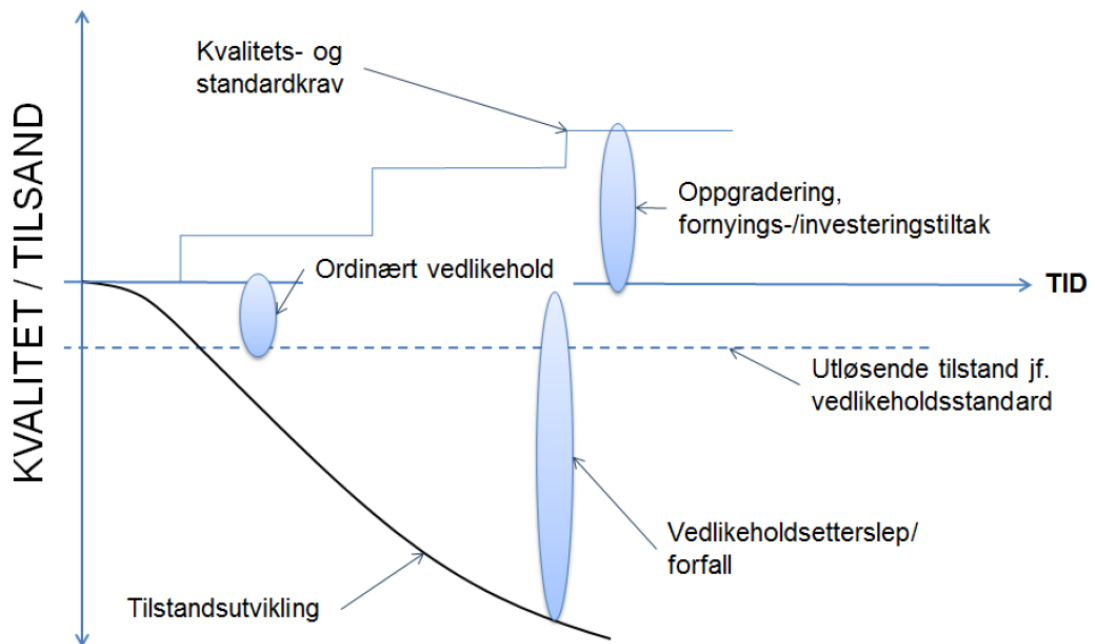 KVALITET / TILSAND
Kvalitets- og
standardkrav
Oppgradering,
fornyings-/investeringstiltak
Ordinært vedlikehold
TID
Utløsende tilstand jf.
vedlikeholdsstandard
Vedlikeholdsetterslep/
forfall
Tilstandsutvikling